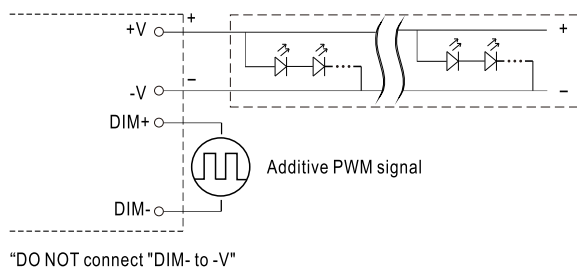 +V
+
+
-V
−
−
DIM+
Additive PWM signal
DIM-
“DO NOT connect "DIM- to -V"